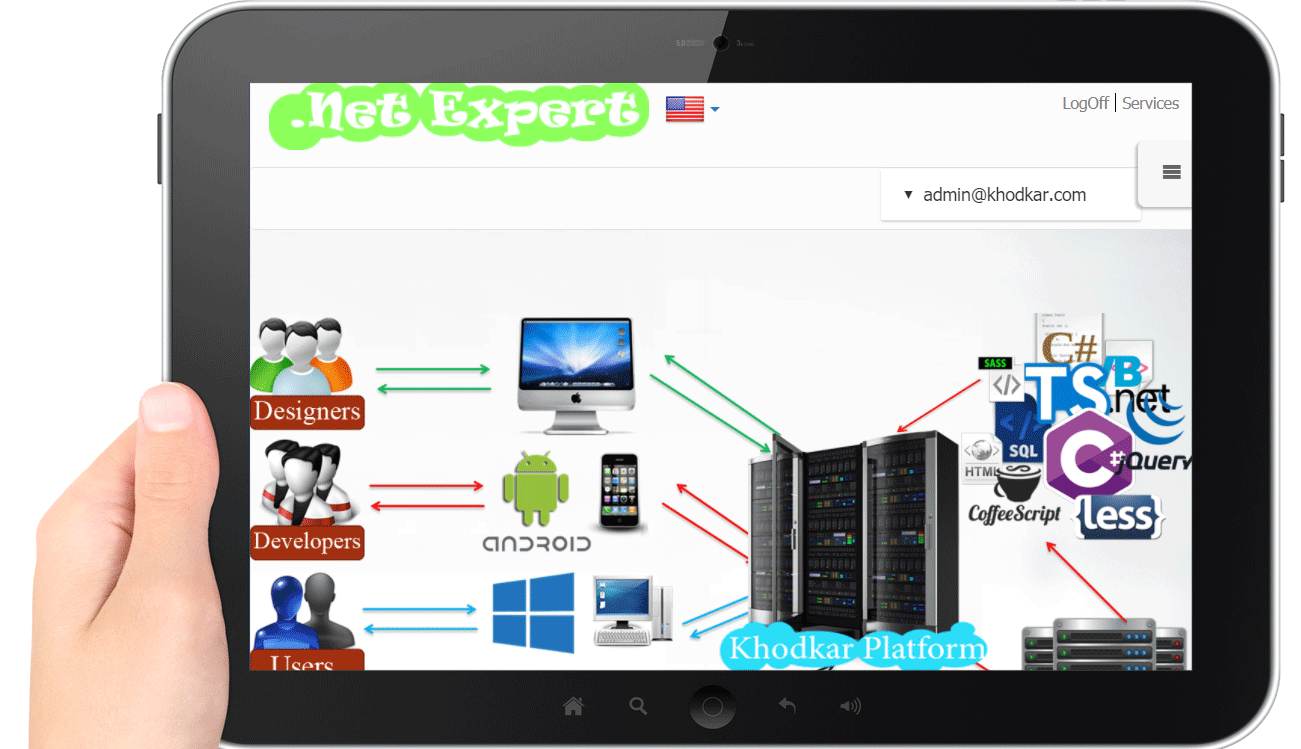 .Net Expert
LogOff | Services
▼ admin@khodkar.com
Designers
Developers
Users
ANDROID
Khodkar Platform
SASS
C#
TS
VB
.net
SQL
HTML
C#
jQuery
CoffeeScript
{less}